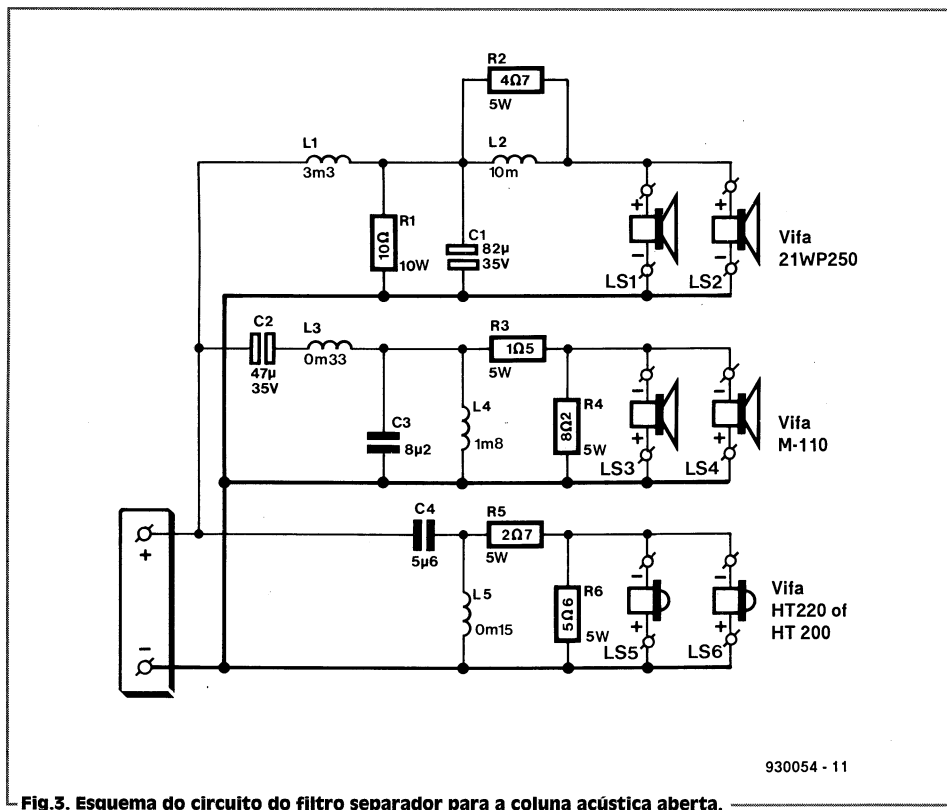 R2
4Ω7
5W
L1
3m3
L2
10m
R1
10Ω
10W
C1
82µ
35V
+
+
−
−
LS1
LS2
Vifa
21WP250
C2
47µ
35V
L3
0m33
R3
1Ω5
5W
C3
8µ2
L4
1m8
R4
8Ω2
5W
−
−
+
+
LS3
LS4
Vifa
M-110
C4
5µ6
R5
2Ω7
5W
L5
0m15
R6
5Ω6
5W
−
−
+
+
LS5
LS6
Vifa
HT220 of
HT 200
+
−
930054 - 11
Fig.3. Esquema do circuito do filtro separador para a coluna acústica aberta.